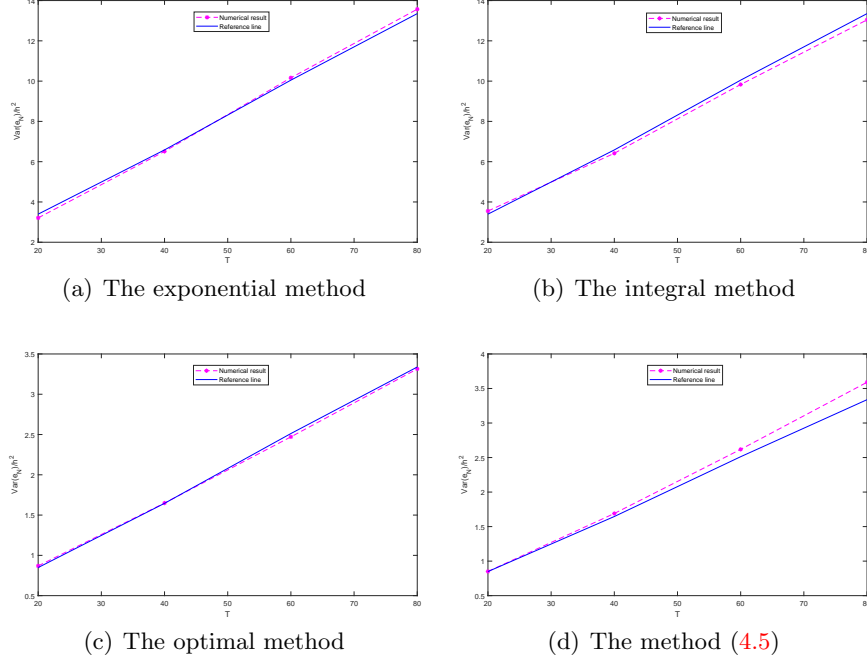 14
12
10
8
6
4
2
Var(e_N)/h^2
Numerical result
Reference line
20 30 40 50 60 70 80
T
(a) The exponential method
14
12
10
8
6
4
2
Var(e_N)/h^2
Numerical result
Reference line
20 30 40 50 60 70 80
T
(b) The integral method
3.5
3
2.5
2
1.5
1
0.5
Var(e_N)/h^2
Numerical result
Reference line
20 30 40 50 60 70 80
T
(c) The optimal method
4
3.5
3
2.5
2
1.5
1
0.5
Var(e_N)/h^2
Numerical result
Reference line
20 30 40 50 60 70 80
T
(d) The method (4.5)